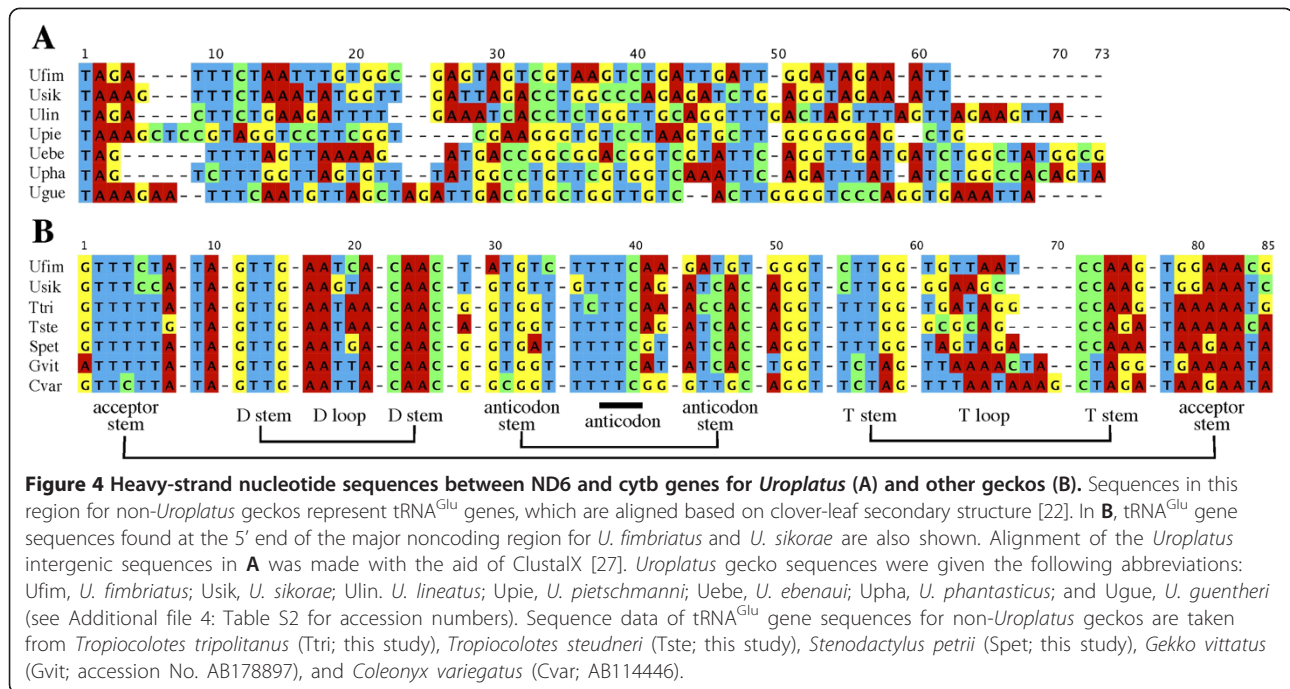 A
1 10 20 30 40 50 60 70 73
Ufim TAGA-----TTTCTAATTTGTGGC--GAGTAGTCGTAAGTCTGATTGATT-GGATAGAA-ATT-----------
Usik TAAAG----TTTCTAAATATGGTT--GATTAGACCTGGCCCAGAGATCTG-AGGTAGAA-ATT-----------
Ulin TAGA-----CTTCTGAAGATTTT---GAAATCACCTCTGGTTGCAGGTTTGACTAGTTTAGTTAGAAGTTA---
Upie TAAAGCTCCGTAGGTCCTTCGGT-----CGAAGGGTGTCCTAAGTGCTT-GGGGGGAG--CTG----------
Uebe TAG------TTTTAGTTAAAAG----ATGACCGGCGGACGGTCGTATTC-AGGTTGATGATCTGGCTATGGCG
Upha TAG------TCTTTGGTTAGTGTT--TATGGCCTGTTCGTGGTCAAATTC-AGATTTAT-ATCTGGCCACAGTA
Ugue TAAAGAA--TTTCAATGTTAGCTAGATTGACGTGCTGGTTGTC--ACTTGGGGTCCCAGGTGAAATTA-----
B
1 10 20 30 40 50 60 70 80 85
Ufim GTTTCTA-TA-GTTG-AATCA-CAAC-T-ATGTC-TTTTCAA-GATGT-GGGT-CTTGG-TGTTAAT----CCAAG-TGGAAACG
Usik GTTTCCA-TA-GTTG-AAGTA-CAAC-T-GTGTT-GTTTCAG-ATCAC-AGGT-CTTGG-GGAAGC-----CCAAG-TGGAAATC
Ttri GTTTTTA-TA-GTTG-AATAA-CAAC-G-GTGGT-TCTTCAA-ACCAC-AGGT-TTTGG-TGATAGG----CCAAG-TAAAAATG
Tste GTTTTTG-TA-GTTG-AATAA-CAAC-A-GTGGT-TTTTCAG-ATCAC-AGGT-TTTGG-GCGCAG-----CCAGA-TAAAAACA
Spet GTTTTTA-TA-GTTG-AATGA-CAAC-G-GTGAT-TTTTCGT-ATCAC-AGGT-TTTGG-TAGTAGA----CCAAA-TAAGAATA
Gvit ATTTTTA-TA-GTTG-AATTA-CAAC-G-GTGGT-TTTTCAT-ATCACTGGT-TCTAG-TTAAAACTA--CTAGG-TGAAAATA
Cvar GTTCTTA-TA-GTTG-AATTA-CAAC-G-GCGGT-TTTTCGG-GTTGC-AGGT-TCTAG-TTTAATAAAG-CTAGA-TAAGAATA
acceptor stem D stem D loop D stem anticodon stem anticodon anticodon stem T stem T loop T stem acceptor stem
Figure 4 Heavy-strand nucleotide sequences between ND6 and cytb genes for Uroplatus (A) and other geckos (B). Sequences in this
region for non-Uroplatus geckos represent tRNA^Glu genes, which are aligned based on clover-leaf secondary structure [22]. In B, tRNA^Glu gene
sequences found at the 5’ end of the major noncoding region for U. fimbriatus and U. sikorae are also shown. Alignment of the Uroplatus
intergenic sequences in A was made with the aid of ClustalX [27]. Uroplatus gecko sequences were given the following abbreviations:
Ufim, U. fimbriatus; Usik, U. sikorae; Ulin. U. lineatus; Upie, U. pietschmanni; Uebe, U. ebenaui; Upha, U. phantasticus; and Ugue, U. guentheri
(see Additional file 4: Table S2 for accession numbers). Sequence data of tRNA^Glu gene sequences for non-Uroplatus geckos are taken
from Tropiocolotes tripolitanus (Ttri; this study), Tropiocolotes steudneri (Tste; this study), Stenodactylus petrii (Spet; this study), Gekko vittatus
(Gvit; accession No. AB178897), and Coleonyx variegatus (Cvar; AB114446).